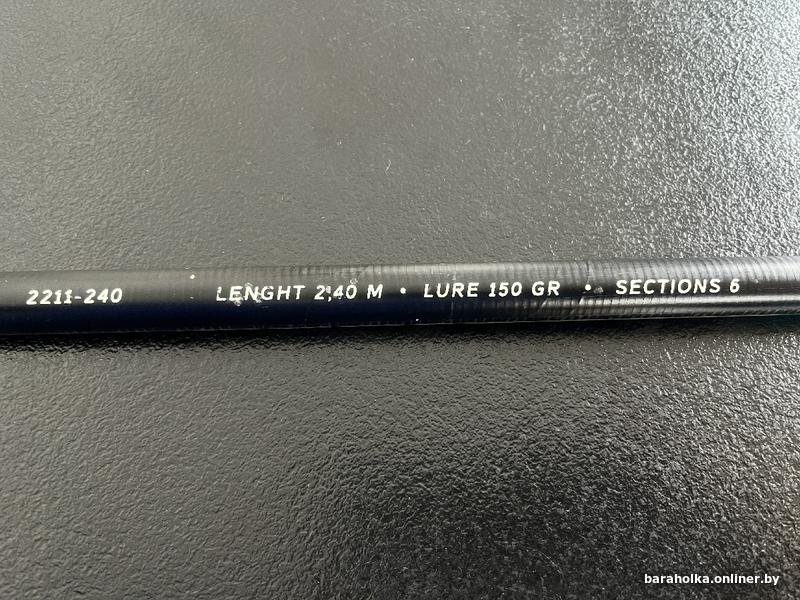 2211-240 LENGHT 2,40 M • LURE 150 GR • SECTIONS 6
baraholka.onliner.by